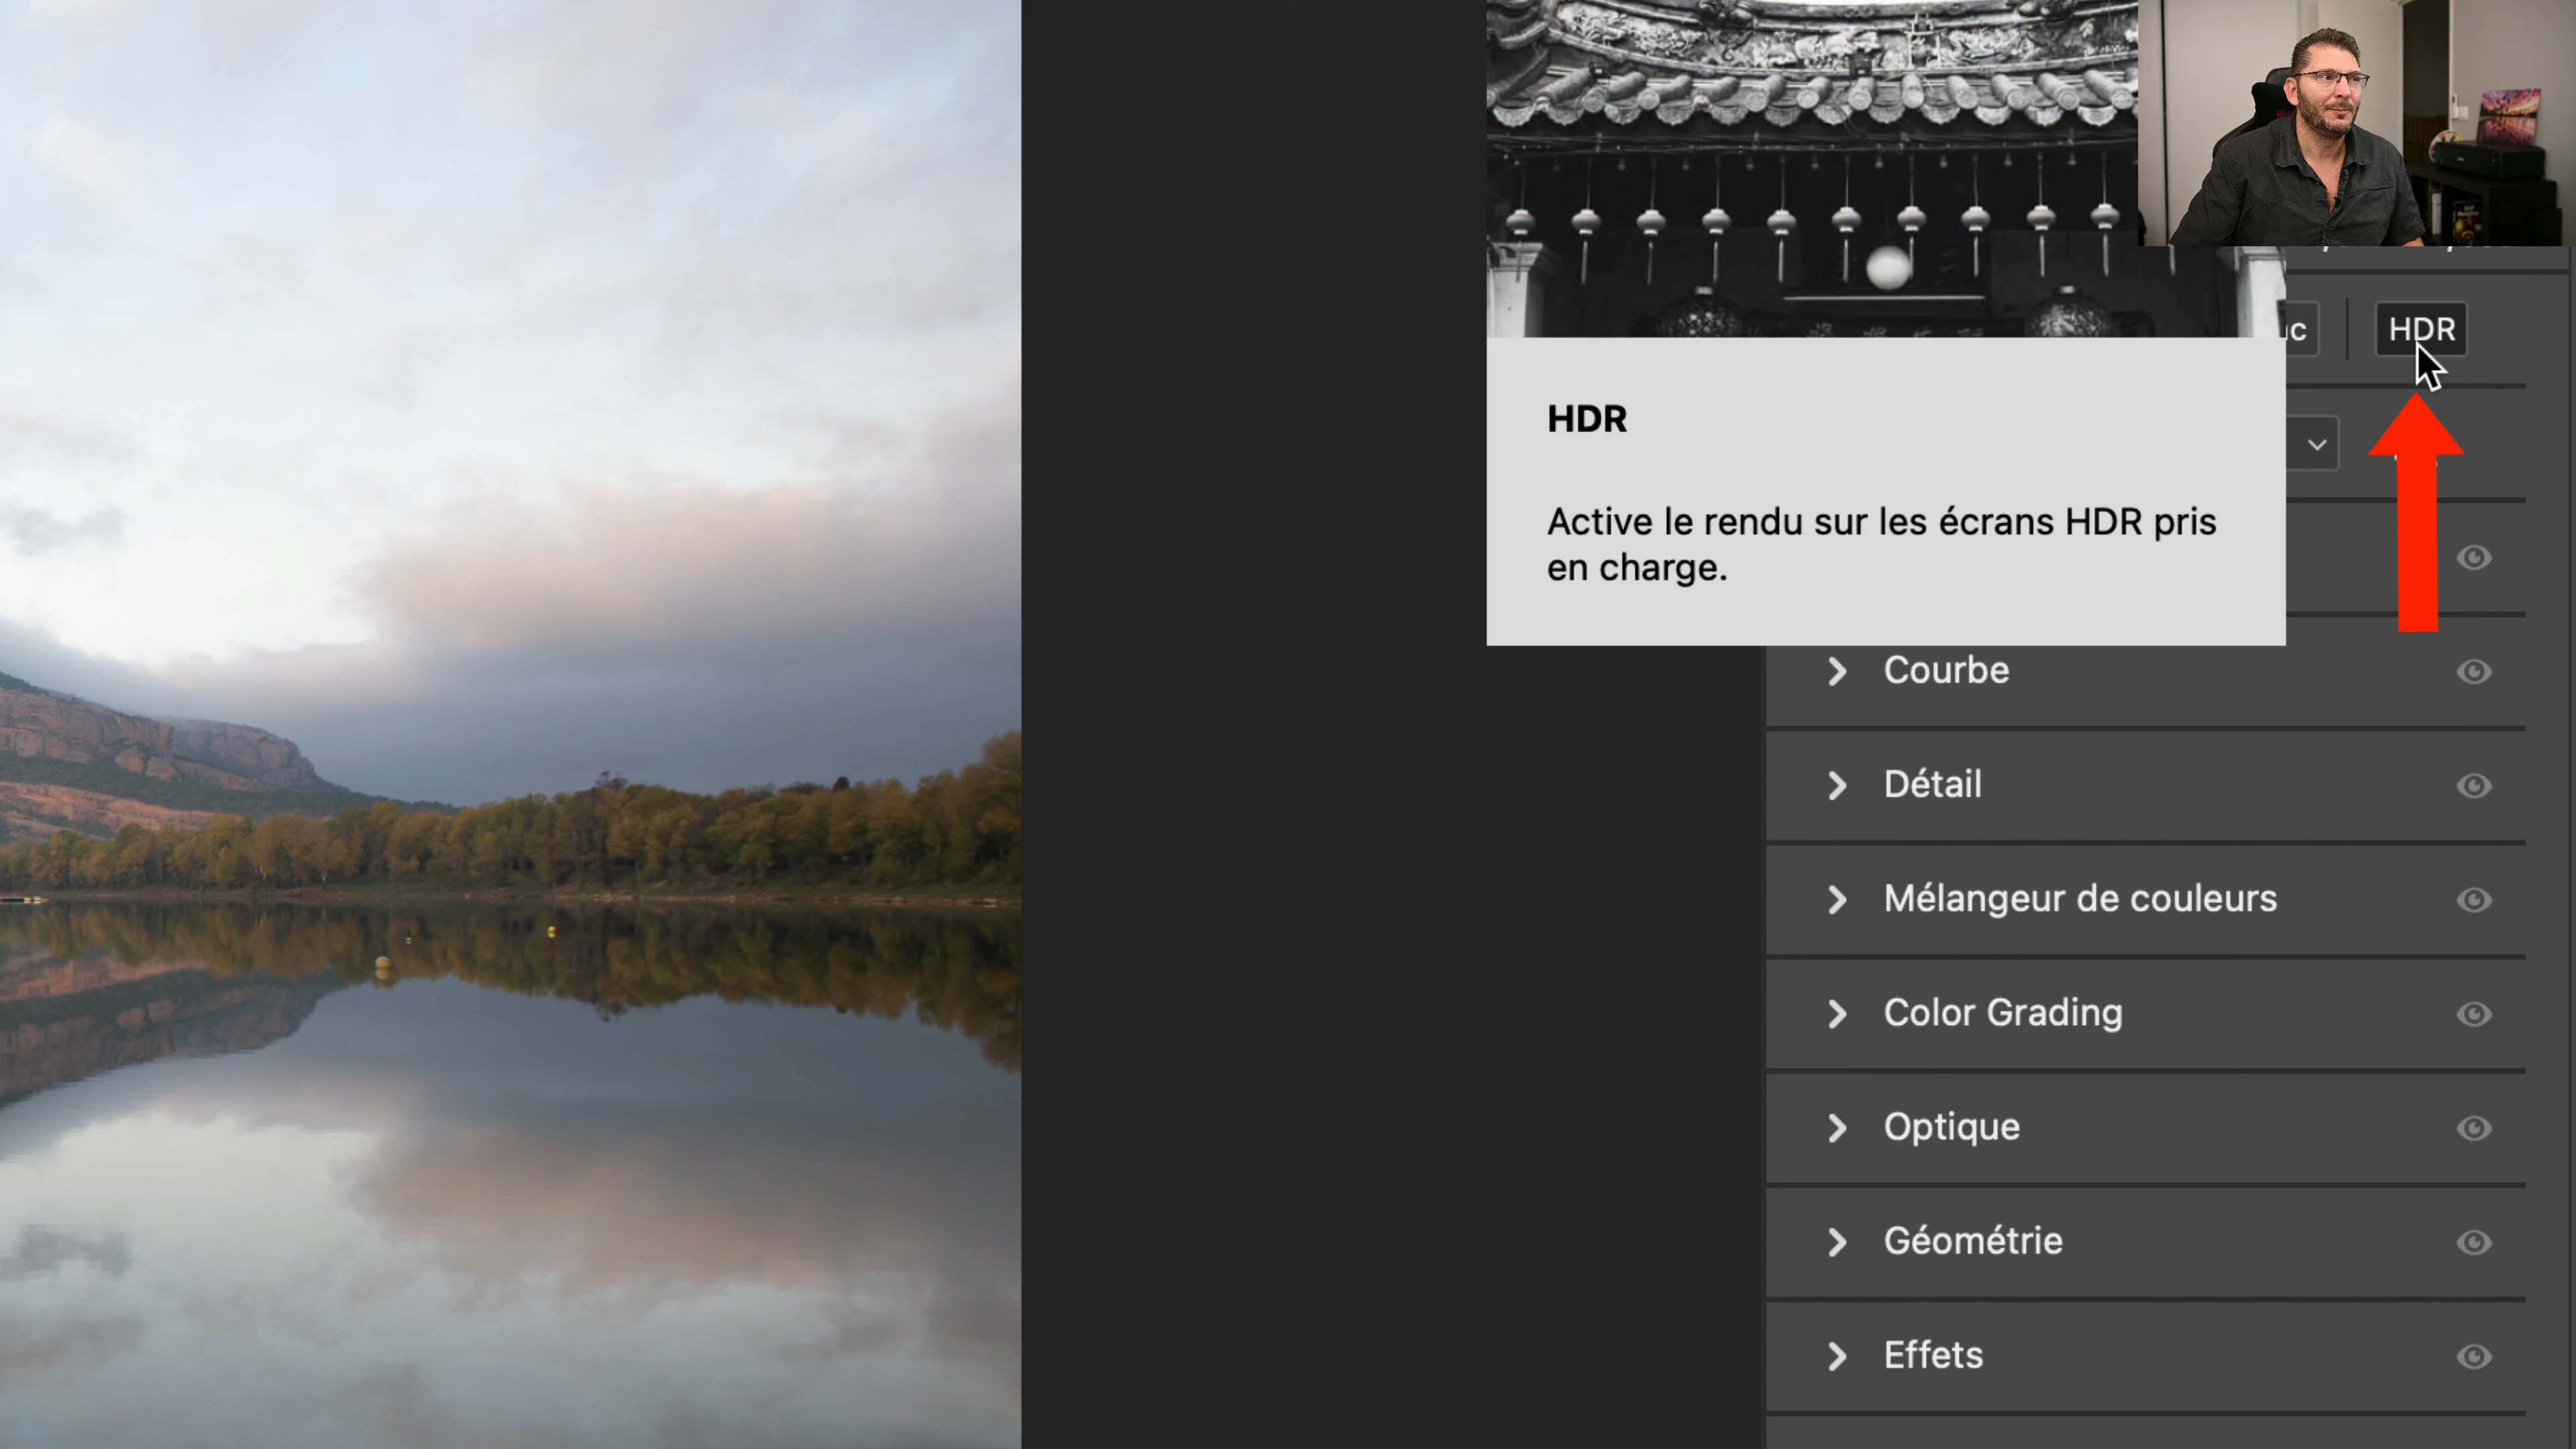 HDR
HDR
Active le rendu sur les écrans HDR pris
en charge.
Courbe
Détail
Mélangeur de couleurs
Color Grading
Optique
Géométrie
Effets